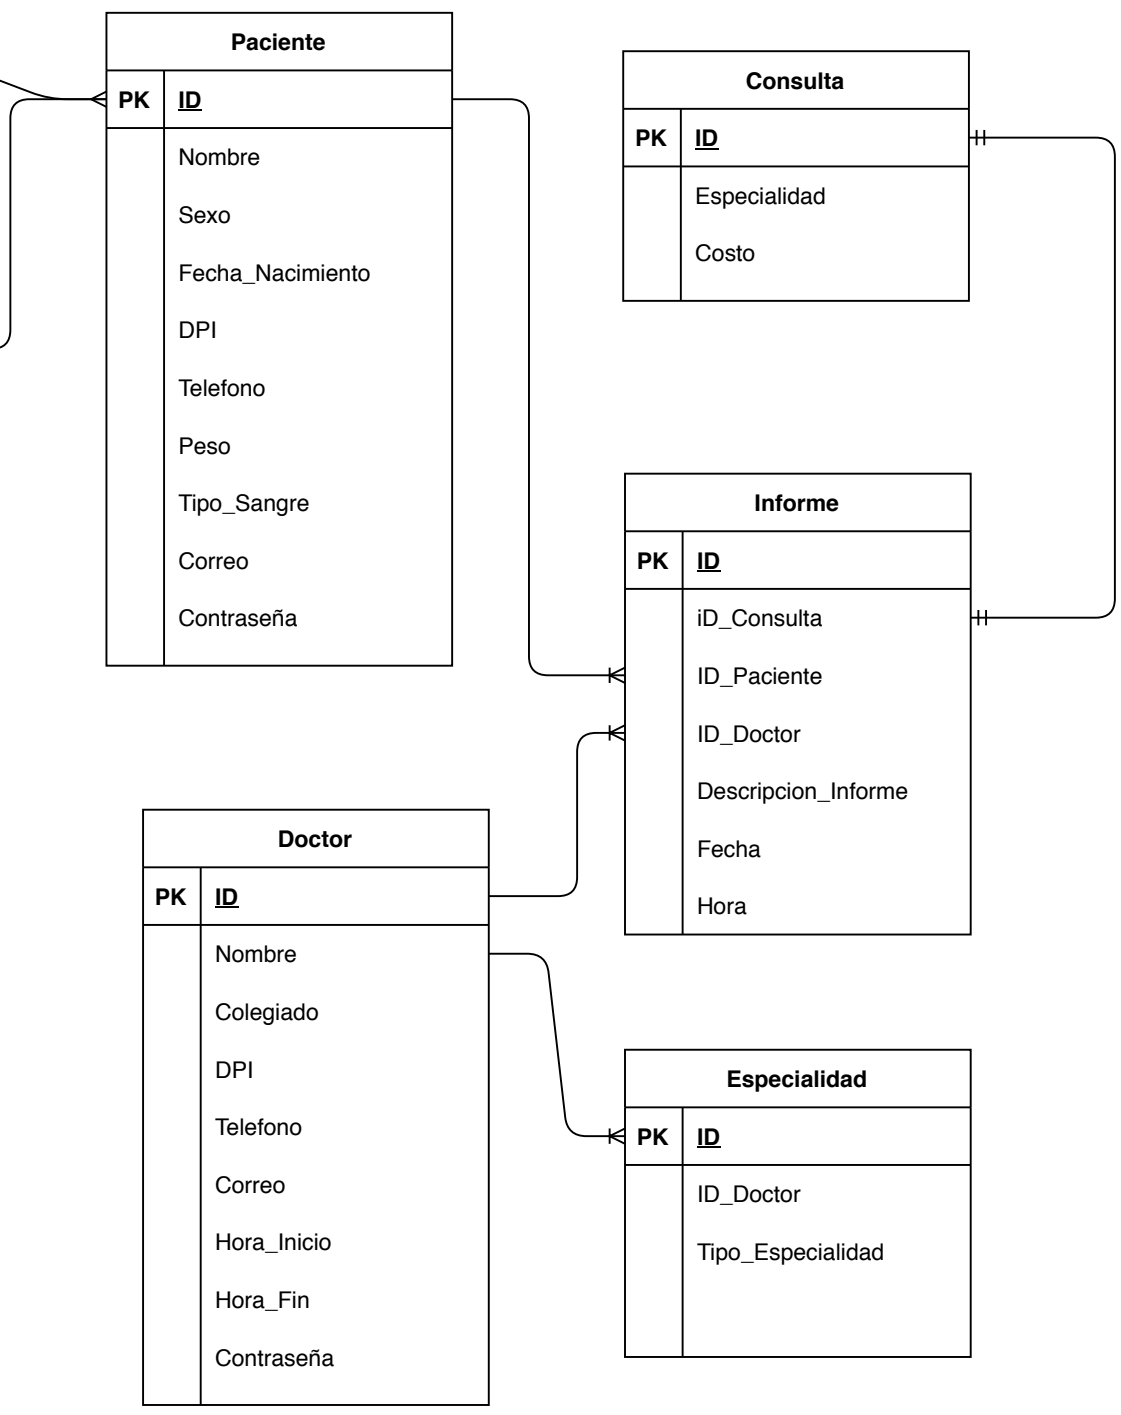 Paciente
PK ID
Nombre
Sexo
Fecha_Nacimiento
DPI
Telefono
Peso
Tipo_Sangre
Correo
Contraseña
Consulta
PK ID
Especialidad
Costo
Informe
PK ID
iD_Consulta
ID_Paciente
ID_Doctor
Descripcion_Informe
Fecha
Hora
Doctor
PK ID
Nombre
Colegiado
DPI
Telefono
Correo
Hora_Inicio
Hora_Fin
Contraseña
Especialidad
PK ID
ID_Doctor
Tipo_Especialidad